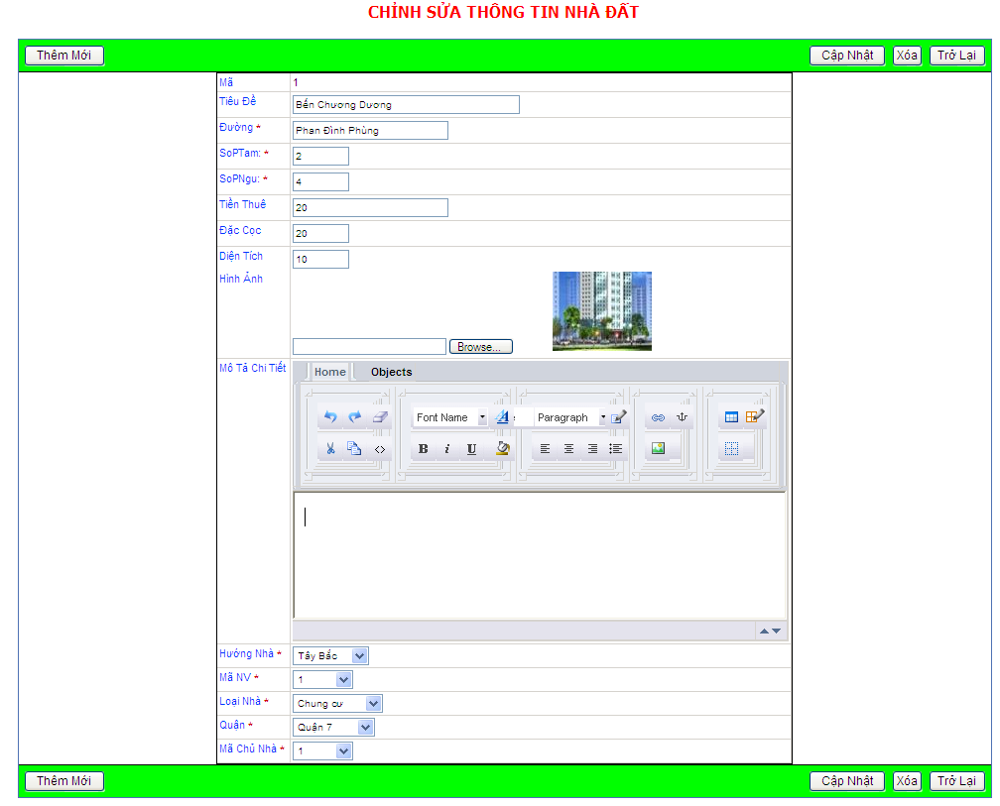 CHỈNH SỬA THÔNG TIN NHÀ ĐẤT
Thêm Mới Cập Nhật Xóa Trở Lại
Mã 1
Tiêu Đề Bến Chương Dương
Đường * Phan Đình Phùng
SoPTam: * 2
SoPNgu: * 4
Tiền Thuê 20
Đặc Cọc 20
Diện Tích 10
Hình Ảnh
Browse...
Mô Tả Chi Tiết Home Objects
Font Name A Paragraph
B i U
Hướng Nhà * Tây Bắc
Mã NV * 1
Loại Nhà * Chung cư
Quận * Quận 7
Mã Chủ Nhà * 1
Thêm Mới Cập Nhật Xóa Trở Lại